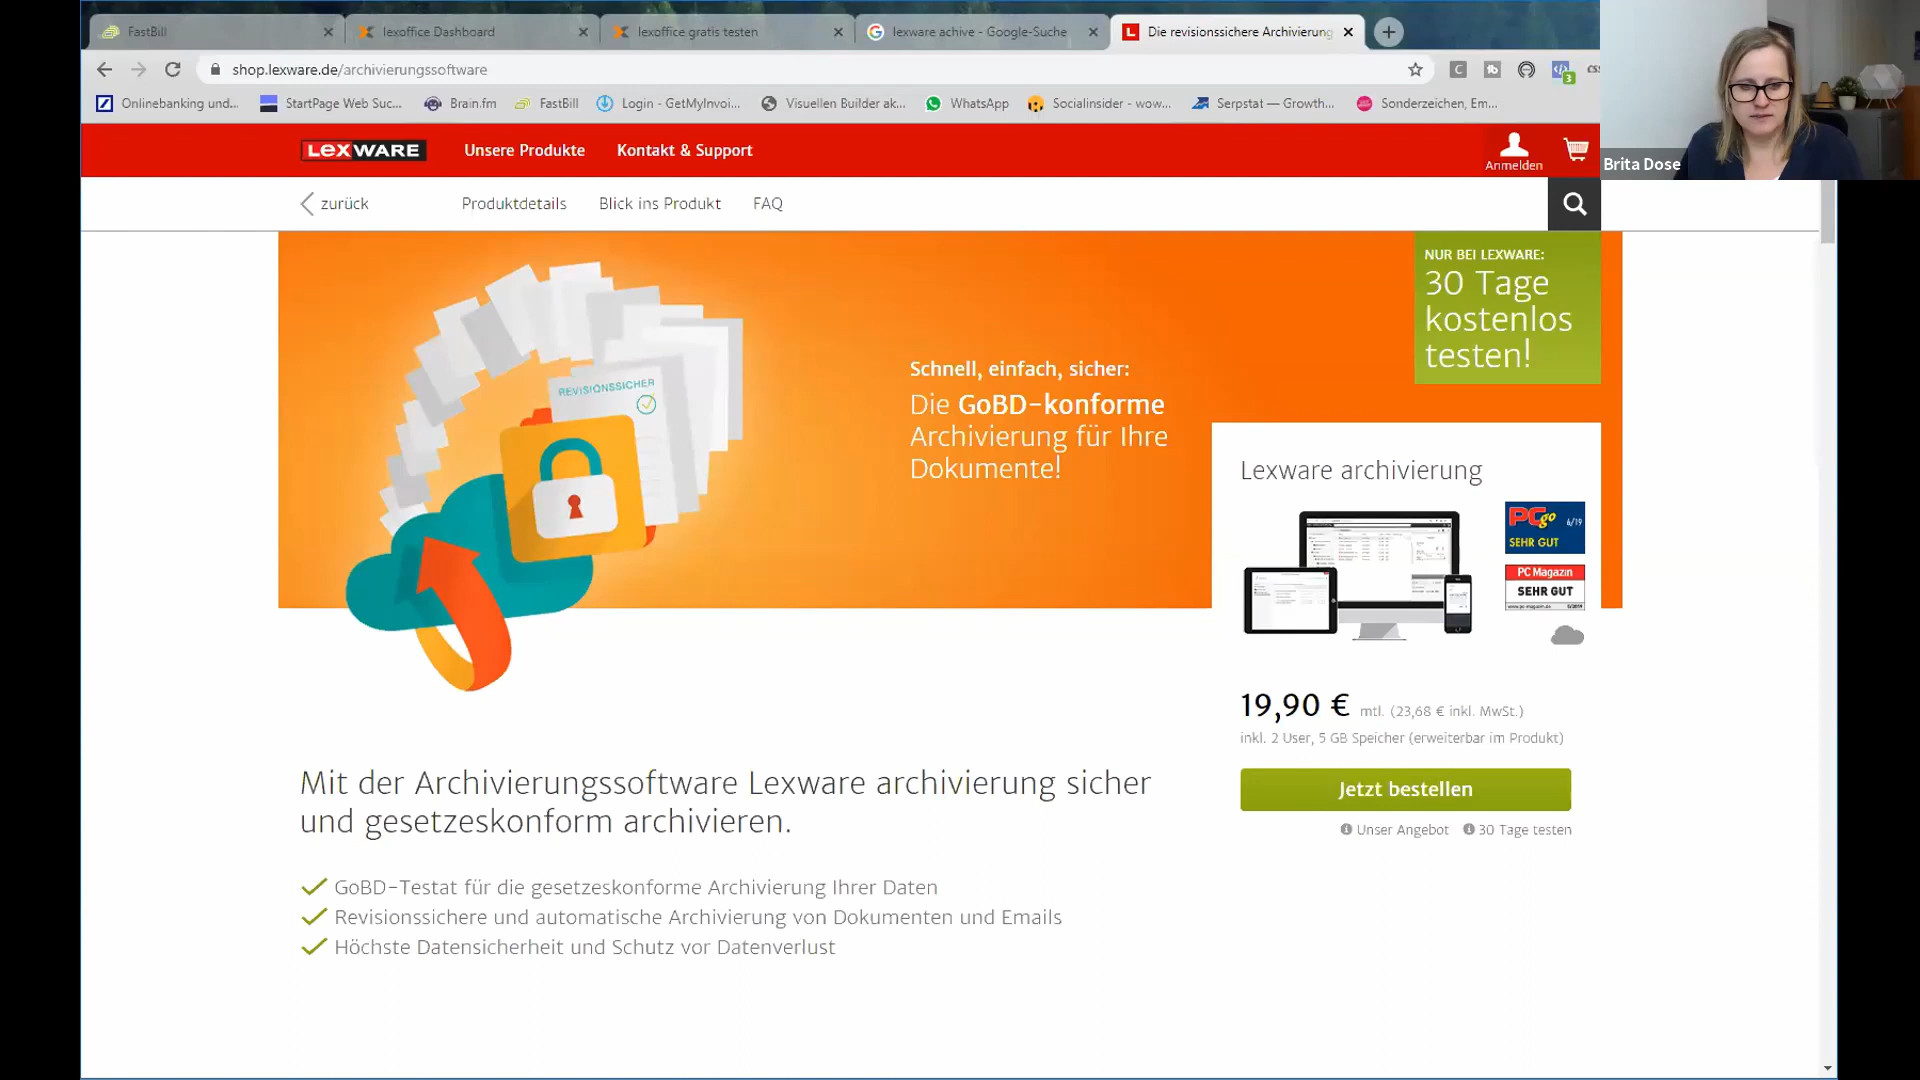 FastBill
lexoffice Dashboard
lexoffice gratis testen
lexware achive - Google-Suche
Die revisionssichere Archivierung
shop.lexware.de/archivierungssoftware
Onlinebanking und...
StartPage Web Suc...
Brain.fm
FastBill
Login - GetMyInvoi...
Visuellen Builder ak...
WhatsApp
Socialinsider - wow...
Serpstat — Growth...
Sonderzeichen, Em...
Brita Dose
LEXWARE
Unsere Produkte
Kontakt & Support
Anmelden
zurück
Produktdetails
Blick ins Produkt
FAQ
NUR BEI LEXWARE:
30 Tage
kostenlos
testen!
REVISIONSSICHER
Schnell, einfach, sicher:
Die GoBD-konforme
Archivierung für Ihre
Dokumente!
Lexware archivierung
PCgo 6/19
SEHR GUT
PC Magazin
SEHR GUT
19,90 € mtl. (23,68 € inkl. MwSt.)
inkl. 2 User, 5 GB Speicher (erweiterbar im Produkt)
Jetzt bestellen
Unser Angebot
30 Tage testen
Mit der Archivierungssoftware Lexware archivierung sicher
und gesetzeskonform archivieren.
GoBD-Testat für die gesetzeskonforme Archivierung Ihrer Daten
Revisionssichere und automatische Archivierung von Dokumenten und Emails
Höchste Datensicherheit und Schutz vor Datenverlust